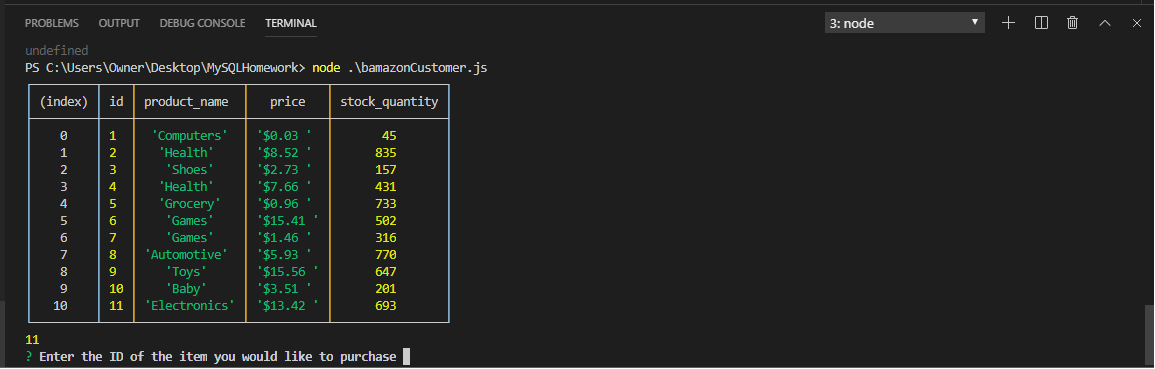 PROBLEMS OUTPUT DEBUG CONSOLE TERMINAL 3: node
undefined
PS C:\Users\Owner\Desktop\MySQLHomework> node .\bamazonCustomer.js
(index) id product_name price stock_quantity
0 1 'Computers' '$0.03 ' 45
1 2 'Health' '$8.52 ' 835
2 3 'Shoes' '$2.73 ' 157
3 4 'Health' '$7.66 ' 431
4 5 'Grocery' '$0.96 ' 733
5 6 'Games' '$15.41 ' 502
6 7 'Games' '$1.46 ' 316
7 8 'Automotive' '$5.93 ' 770
8 9 'Toys' '$15.56 ' 647
9 10 'Baby' '$3.51 ' 201
10 11 'Electronics' '$13.42 ' 693
11
? Enter the ID of the item you would like to purchase